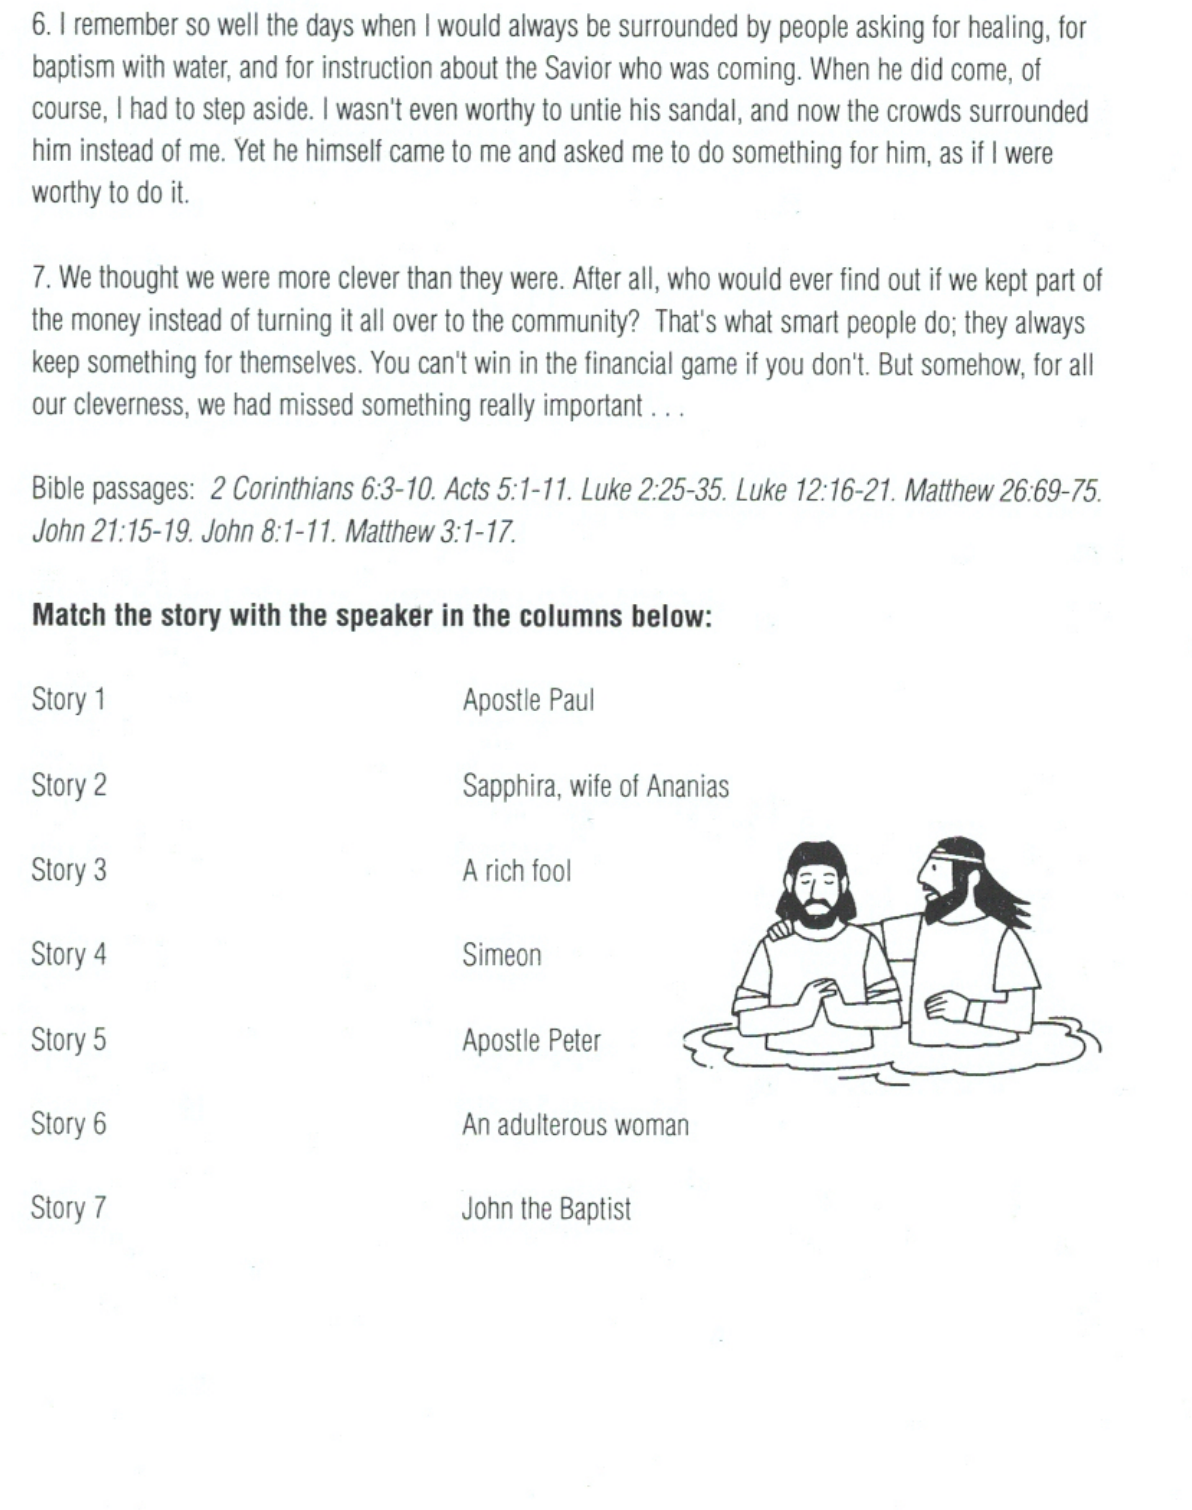 6. I remember so well the days when I would always be surrounded by people asking for healing, for
baptism with water, and for instruction about the Savior who was coming. When he did come, of
course, I had to step aside. I wasn't even worthy to untie his sandal, and now the crowds surrounded
him instead of me. Yet he himself came to me and asked me to do something for him, as if I were
worthy to do it.
7. We thought we were more clever than they were. After all, who would ever find out if we kept part of
the money instead of turning it all over to the community? That's what smart people do; they always
keep something for themselves. You can't win in the financial game if you don't. But somehow, for all
our cleverness, we had missed something really important . . .
Bible passages: 2 Corinthians 6:3-10. Acts 5:1-11. Luke 2:25-35. Luke 12:16-21. Matthew 26:69-75.
John 21:15-19. John 8:1-11. Matthew 3:1-17.
Match the story with the speaker in the columns below:
Story 1 Apostle Paul
Story 2 Sapphira, wife of Ananias
Story 3 A rich fool
Story 4 Simeon
Story 5 Apostle Peter
Story 6 An adulterous woman
Story 7 John the Baptist